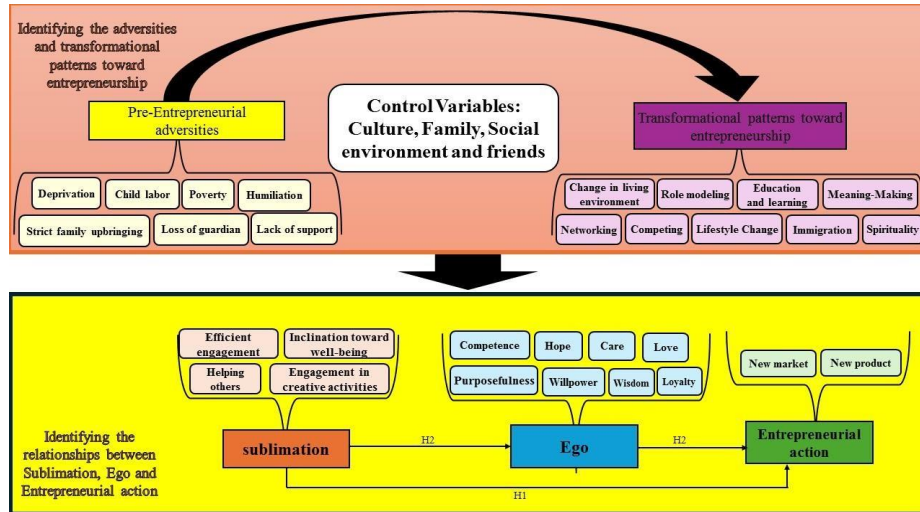 Identifying the adversities
and transformational
patterns toward
entrepreneurship
Pre-Entrepreneurial
adversities
Control Variables:
Culture, Family, Social
environment and friends
Transformational patterns toward
entrepreneurship
Deprivation
Child labor
Poverty
Humiliation
Strict family upbringing
Loss of guardian
Lack of support
Change in living
environment
Role modeling
Education
and learning
Meaning-Making
Networking
Competing
Lifestyle Change
Immigration
Spirituality
Efficient
engagement
Inclination toward
well-being
Helping
others
Engagement in
creative activities
Competence
Hope
Care
Love
Purposefulness
Willpower
Wisdom
Loyalty
New market
New product
Identifying the
relationships between
Sublimation, Ego and
Entrepreneurial action
sublimation
H2
Ego
H2
Entrepreneurial
action
H1